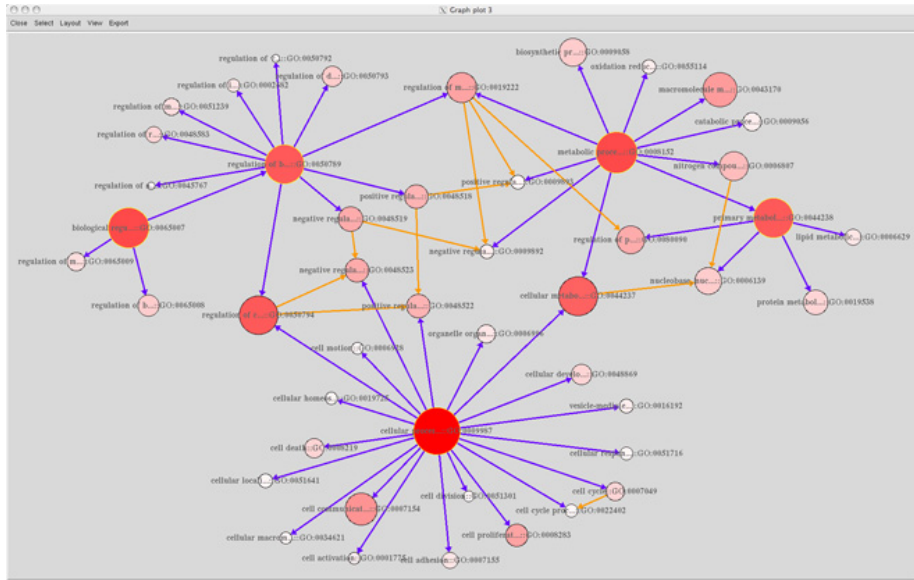 Graph plot 3
Close Select Layout View Export
biosynthetic pr...::GO:0009058
oxidation reduc...::GO:0055114
macromolecule m...::GO:0043170
catabolic proce...::GO:0009056
metabolic proce...::GO:0008152
nitrogen compou...::GO:0006807
primary metabol...::GO:0044238
lipid metabolic...::GO:0006629
protein metabol...::GO:0019538
nucleobase, nuc...::GO:0006139
regulation of p...::GO:0080090
cellular metabo...::GO:0044237
regulation of m...::GO:0019222
positive regula...::GO:0009893
negative regula...::GO:0009892
regulation of ...::GO:0050792
regulation of d...::GO:0050793
regulation of i...::GO:0002682
regulation of m...::GO:0051239
regulation of r...::GO:0048583
regulation of b...::GO:0050789
positive regula...::GO:0048518
negative regula...::GO:0048519
negative regula...::GO:0048523
positive regula...::GO:0048522
biological regu...::GO:0065007
regulation of m...::GO:0065009
regulation of b...::GO:0065008
regulation of c...::GO:0050794
organelle organ...::GO:0006996
cell motion::GO:0006928
cellular develo...::GO:0048869
cellular homeos...::GO:0019725
vesicle-mediate...::GO:0016192
cellular proces...::GO:0009987
cell death::GO:0008219
cellular respon...::GO:0051716
cellular locali...::GO:0051641
cell cycle::GO:0007049
cell division::GO:0051301
cell communicat...::GO:0007154
cell cycle proc...::GO:0022402
cellular macrom...::GO:0034621
cell proliferat...::GO:0008283
cell activation::GO:0001775
cell adhesion::GO:0007155